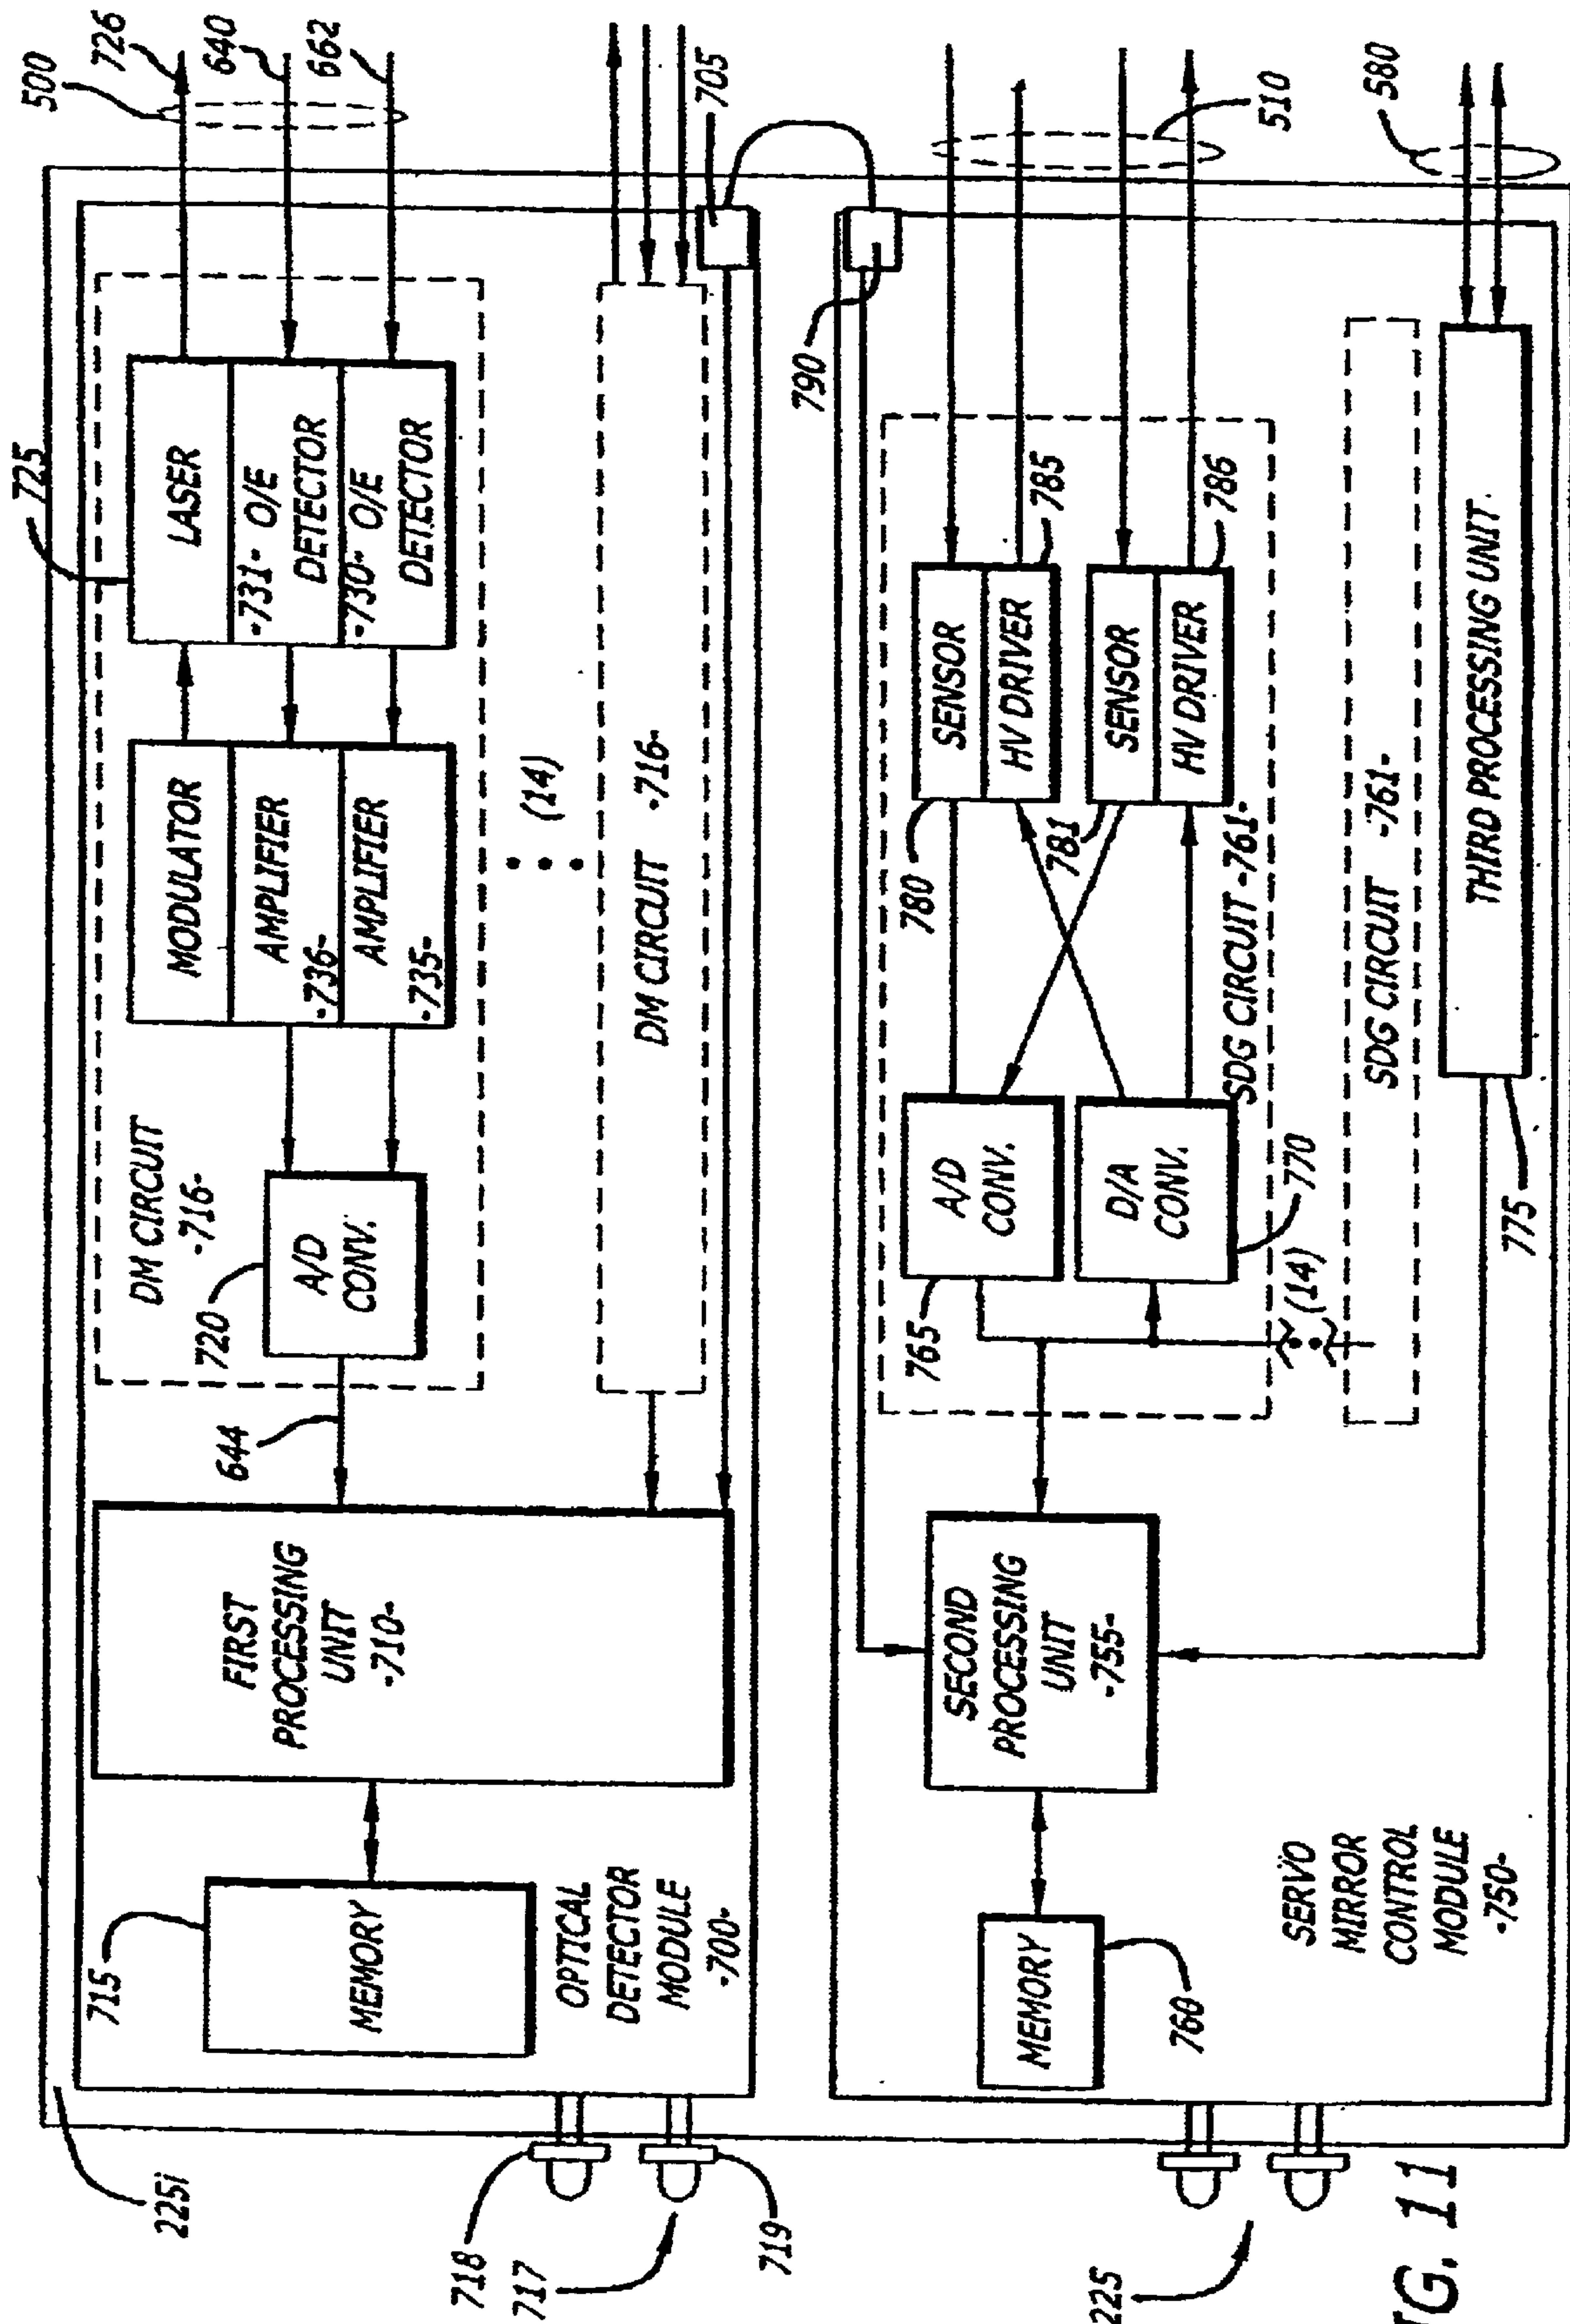 225i
715
MEMORY
OPTICAL
DETECTOR
MODULE
-700-
718
717
719
FIRST
PROCESSING
UNIT
-710-
644
DM CIRCUIT
-716-
720
A/D
CONV.
MODULATOR
AMPLIFIER
-736-
AMPLIFIER
-735-
725
LASER
-731- O/E
DETECTOR
-730- O/E
DETECTOR
(14)
DM CIRCUIT -716-
500
726
640
662
705
790
MEMORY
760
SERVO
MIRROR
CONTROL
MODULE
-750-
225
SECOND
PROCESSING
UNIT
-755-
765
A/D
CONV.
D/A
CONV.
770
(14)
780
781
SENSOR
HV DRIVER
785
SENSOR
HV DRIVER
786
SDG CIRCUIT -761-
SDG CIRCUIT -761-
THIRD PROCESSING UNIT
775
510
580
IG. 11